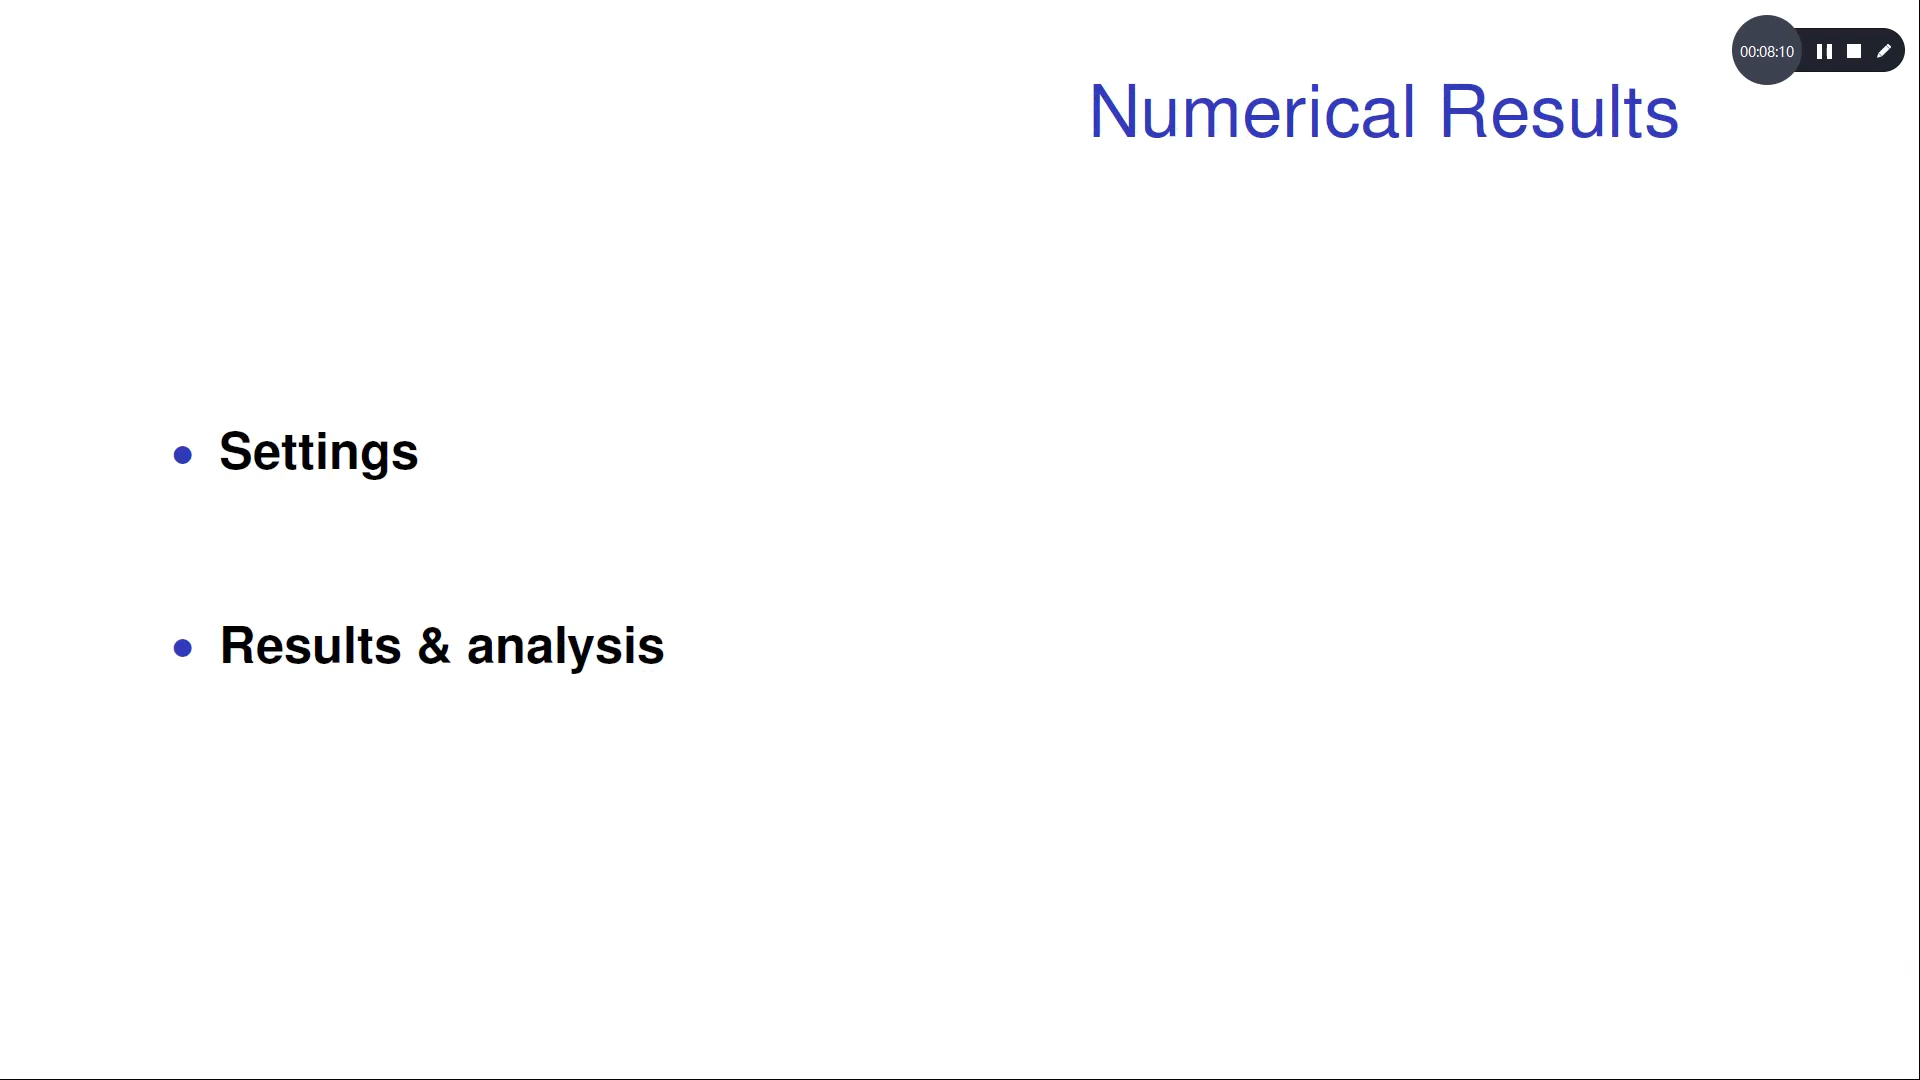 00:08:10
Numerical Results
• Settings
• Results & analysis